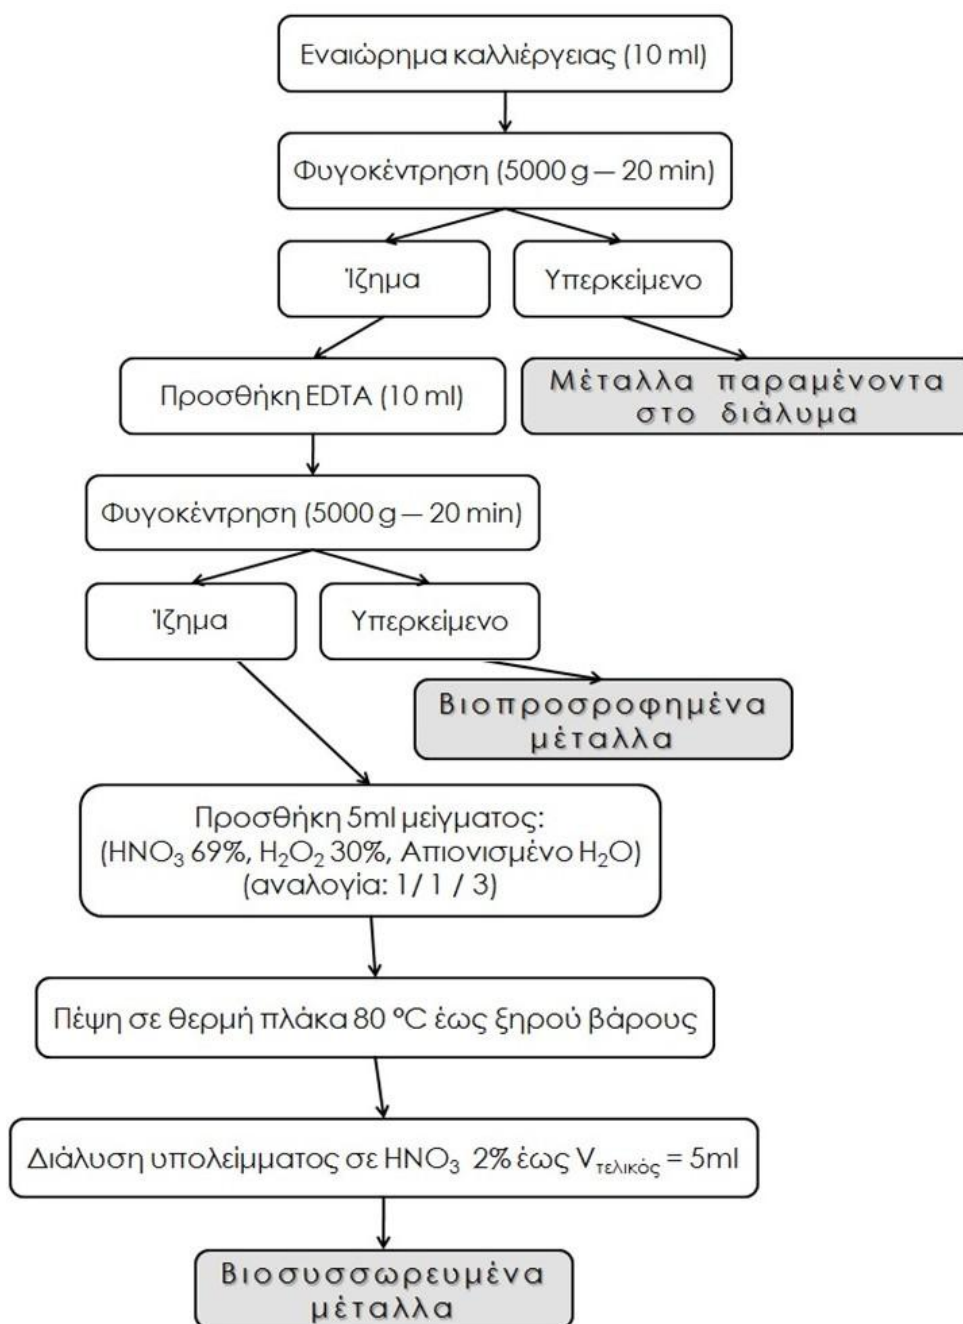 Εναιώρημα καλλιέργειας (10 ml)
Φυγοκέντρηση (5000 g — 20 min)
Ίζημα
Υπερκείμενο
Προσθήκη EDTA (10 ml)
Μέταλλα παραμένοντα
στο διάλυμα
Φυγοκέντρηση (5000 g — 20 min)
Ίζημα
Υπερκείμενο
Βιοπροσροφημένα
μέταλλα
Προσθήκη 5ml μείγματος:
(HNO₃ 69%, H₂O₂ 30%, Απιονισμένο H₂O)
(αναλογία: 1/ 1 / 3)
Πέψη σε θερμή πλάκα 80 °C έως ξηρού βάρους
Διάλυση υπολείμματος σε HNO₃ 2% έως Vτελικός = 5ml
Βιοσυσσωρευμένα
μέταλλα